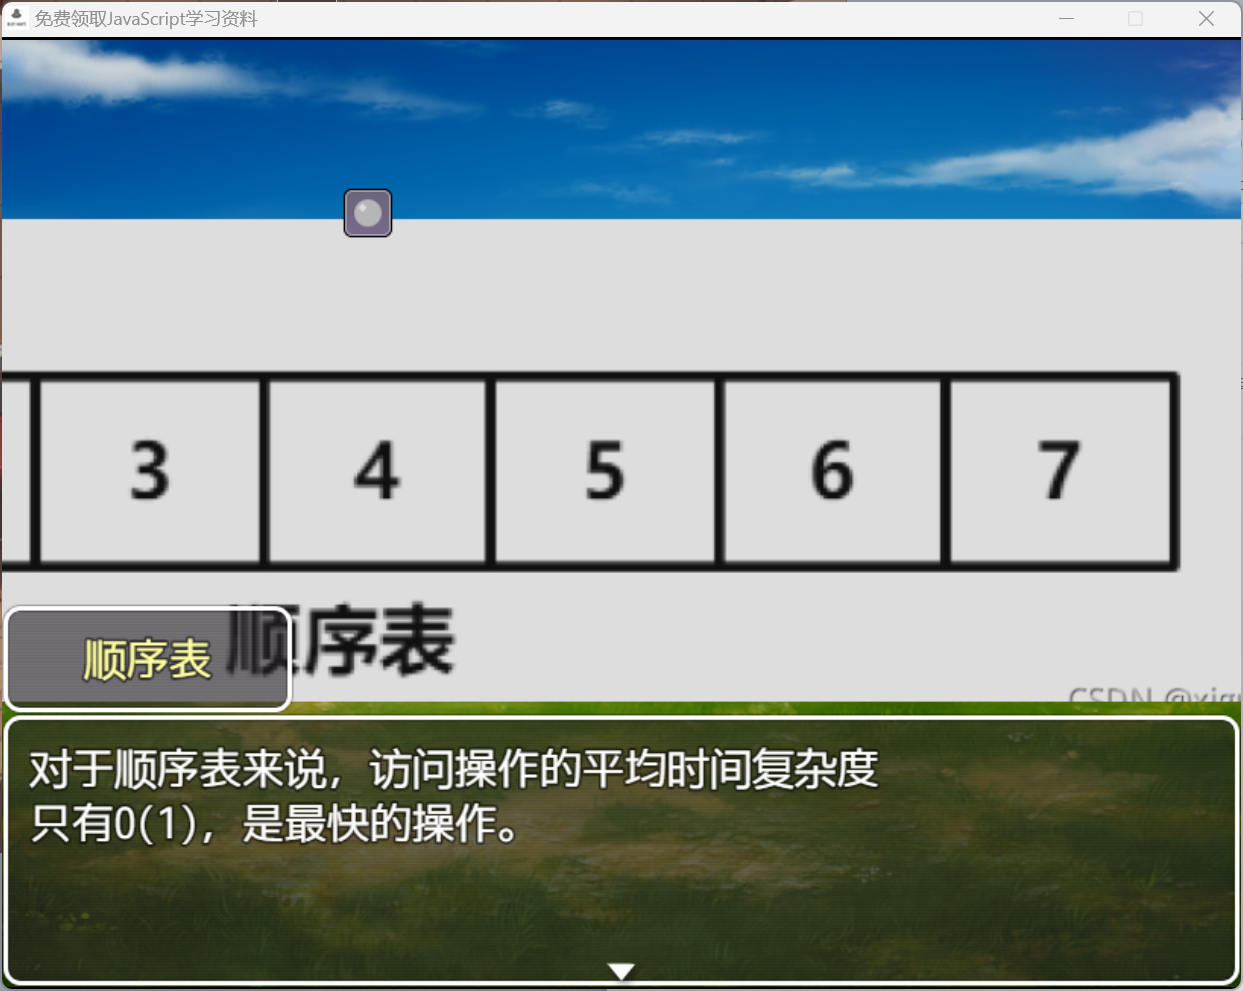 免费领取JavaScript学习资料
3 4 5 6 7
顺序表
顺序表
CSDN
对于顺序表来说，访问操作的平均时间复杂度
只有0(1)，是最快的操作。